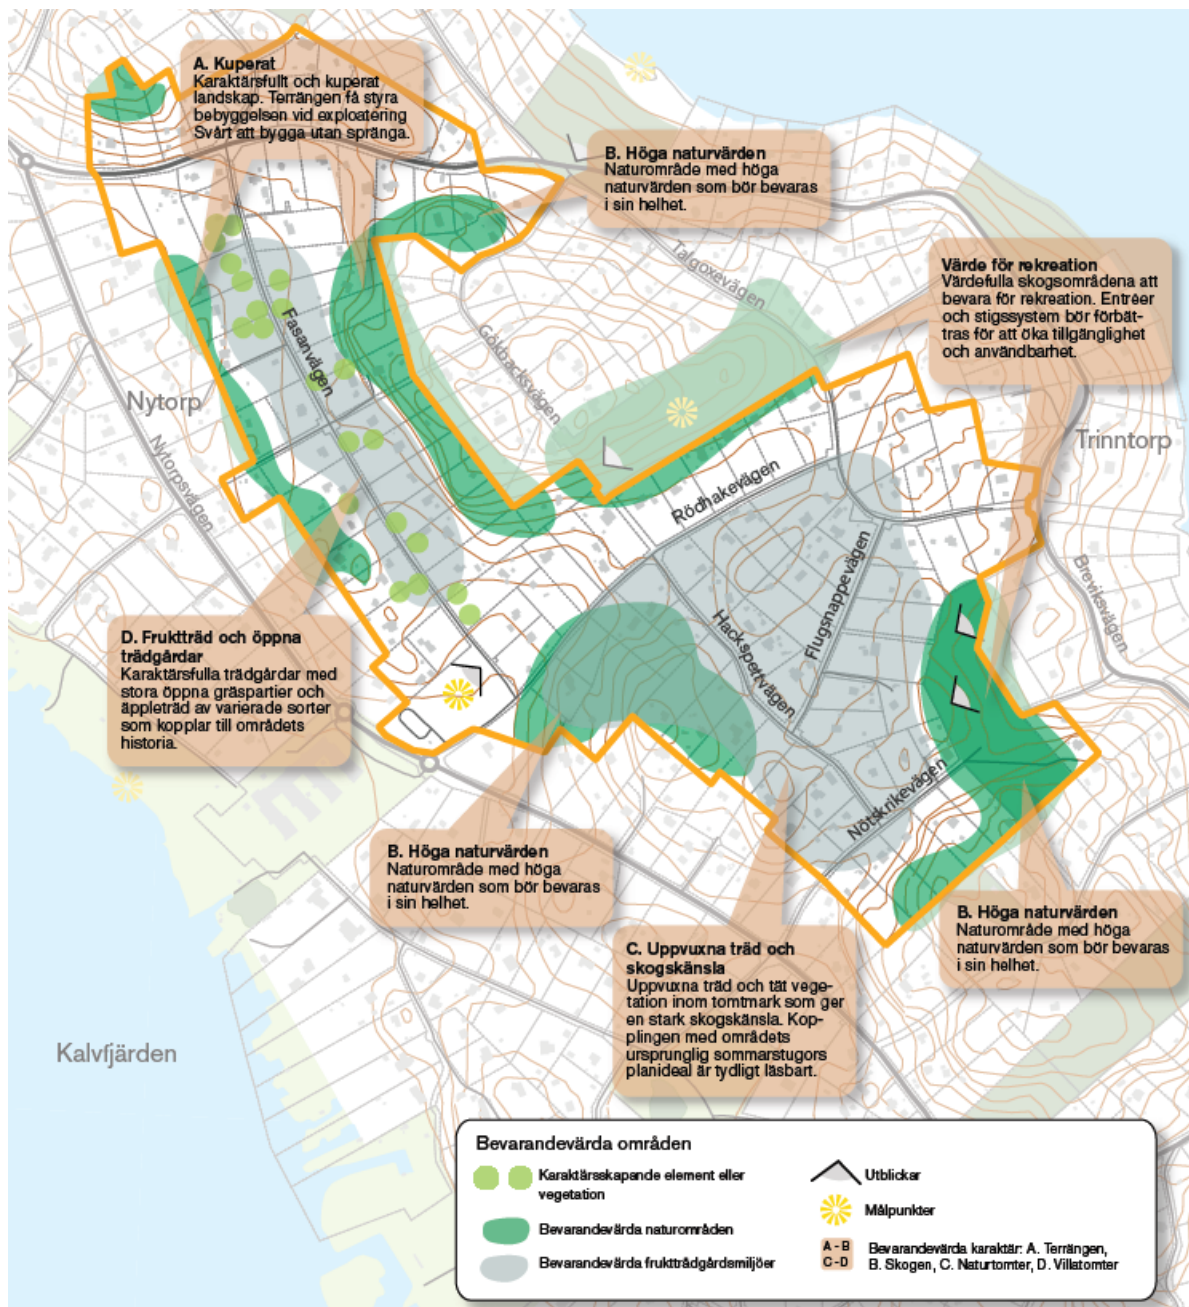 A. Kuperat
Karaktärsfullt och kuperat
landskap. Terrängen få styra
bebyggelsen vid exploatering
Svårt att bygga utan spränga.
B. Höga naturvärden
Naturområde med höga
naturvärden som bör bevaras
i sin helhet.
Talgoxevägen
Värde för rekreation
Värdefulla skogsområdena att
bevara för rekreation. Entréer
och stigssystem bör förbätt-
tras för att öka tillgänglighet
och användbarhet.
Fasanvägen
Gökbacksvägen
Nytorp
Nytorpsvägen
Trinntorp
Rödhakevägen
Flugsnappevägen
Breviksvägen
Hackspettvägen
Nötskrikevägen
D. Fruktträd och öppna
trädgårdar
Karaktärsfulla trädgårdar med
stora öppna gräspartier och
äppleträd av varierade sorter
som kopplar till områdets
historia.
B. Höga naturvärden
Naturområde med höga
naturvärden som bör bevaras
i sin helhet.
B. Höga naturvärden
Naturområde med höga
naturvärden som bör bevaras
i sin helhet.
C. Uppvuxna träd och
skogskänsla
Uppvuxna träd och tät vege-
tation inom tomtmark som ger
en stark skogskänsla. Kop-
plingen med områdets
ursprunglig sommarstugors
planideal är tydligt läsbart.
Kalvfjärden
Bevarandevärda områden
Karaktärsskapande element eller
vegetation
Bevarandevärda naturområden
Bevarandevärda fruktträdgårdsmiljöer
Utblickar
Målpunkter
A - B
C - D
Bevarandevärda karaktär: A. Terrängen,
B. Skogen, C. Naturtomter, D. Villatomter